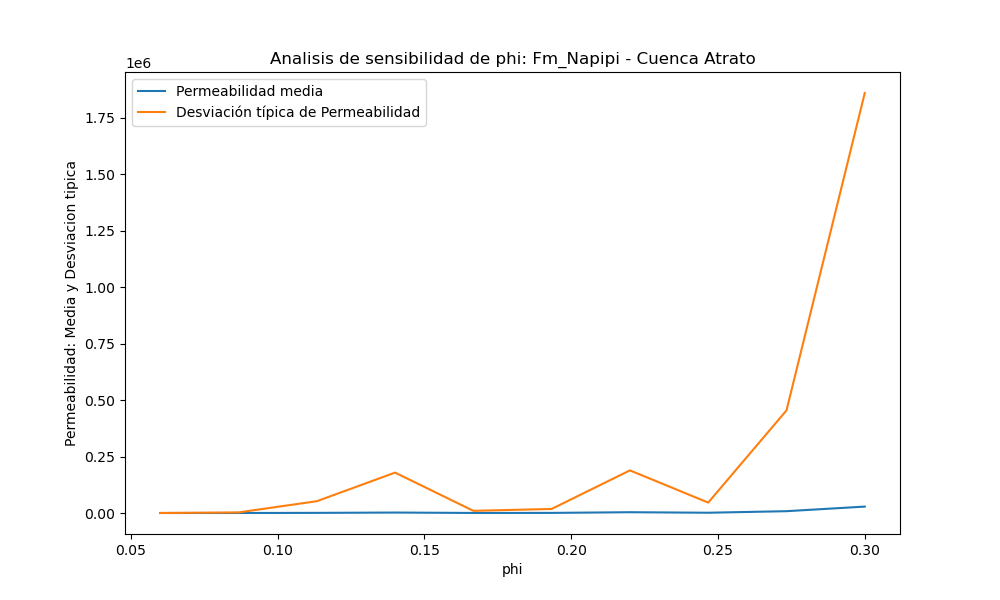 Analisis de sensibilidad de phi: Fm_Napipi - Cuenca Atrato
1e6
Permeabilidad media
Desviación típica de Permeabilidad
Permeabilidad: Media y Desviacion tipica
1.75
1.50
1.25
1.00
0.75
0.50
0.25
0.00
0.05 0.10 0.15 0.20 0.25 0.30
phi